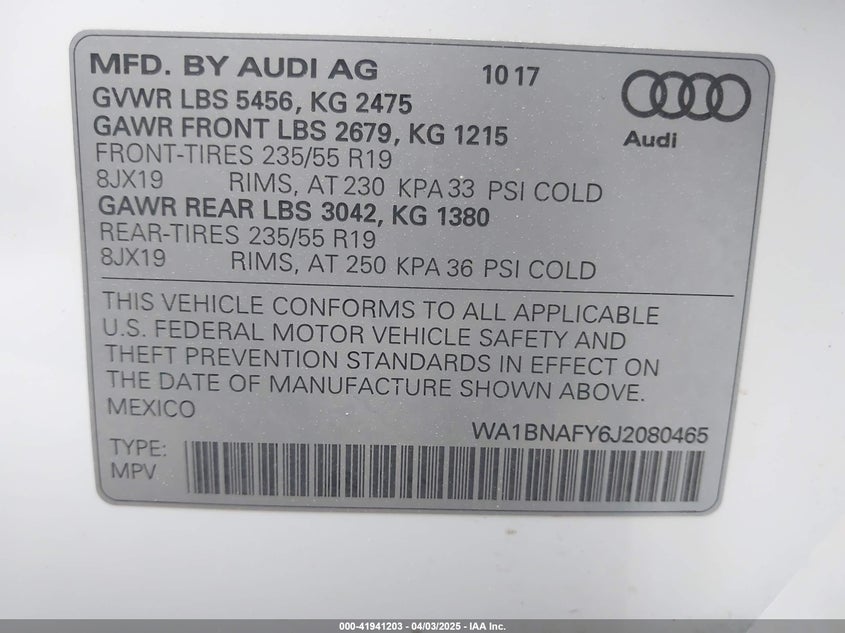 MFD. BY AUDI AG 10 17
GVWR LBS 5456, KG 2475
GAWR FRONT LBS 2679, KG 1215
Audi
FRONT-TIRES 235/55 R19
8JX19 RIMS, AT 230 KPA 33 PSI COLD
GAWR REAR LBS 3042, KG 1380
REAR-TIRES 235/55 R19
8JX19 RIMS, AT 250 KPA 36 PSI COLD
THIS VEHICLE CONFORMS TO ALL APPLICABLE
U.S. FEDERAL MOTOR VEHICLE SAFETY AND
THEFT PREVENTION STANDARDS IN EFFECT ON
THE DATE OF MANUFACTURE SHOWN ABOVE.
MEXICO
WA1BNAFY6J2080465
TYPE:
MPV
000-41941203 - 04/03/2025 - IAA Inc.